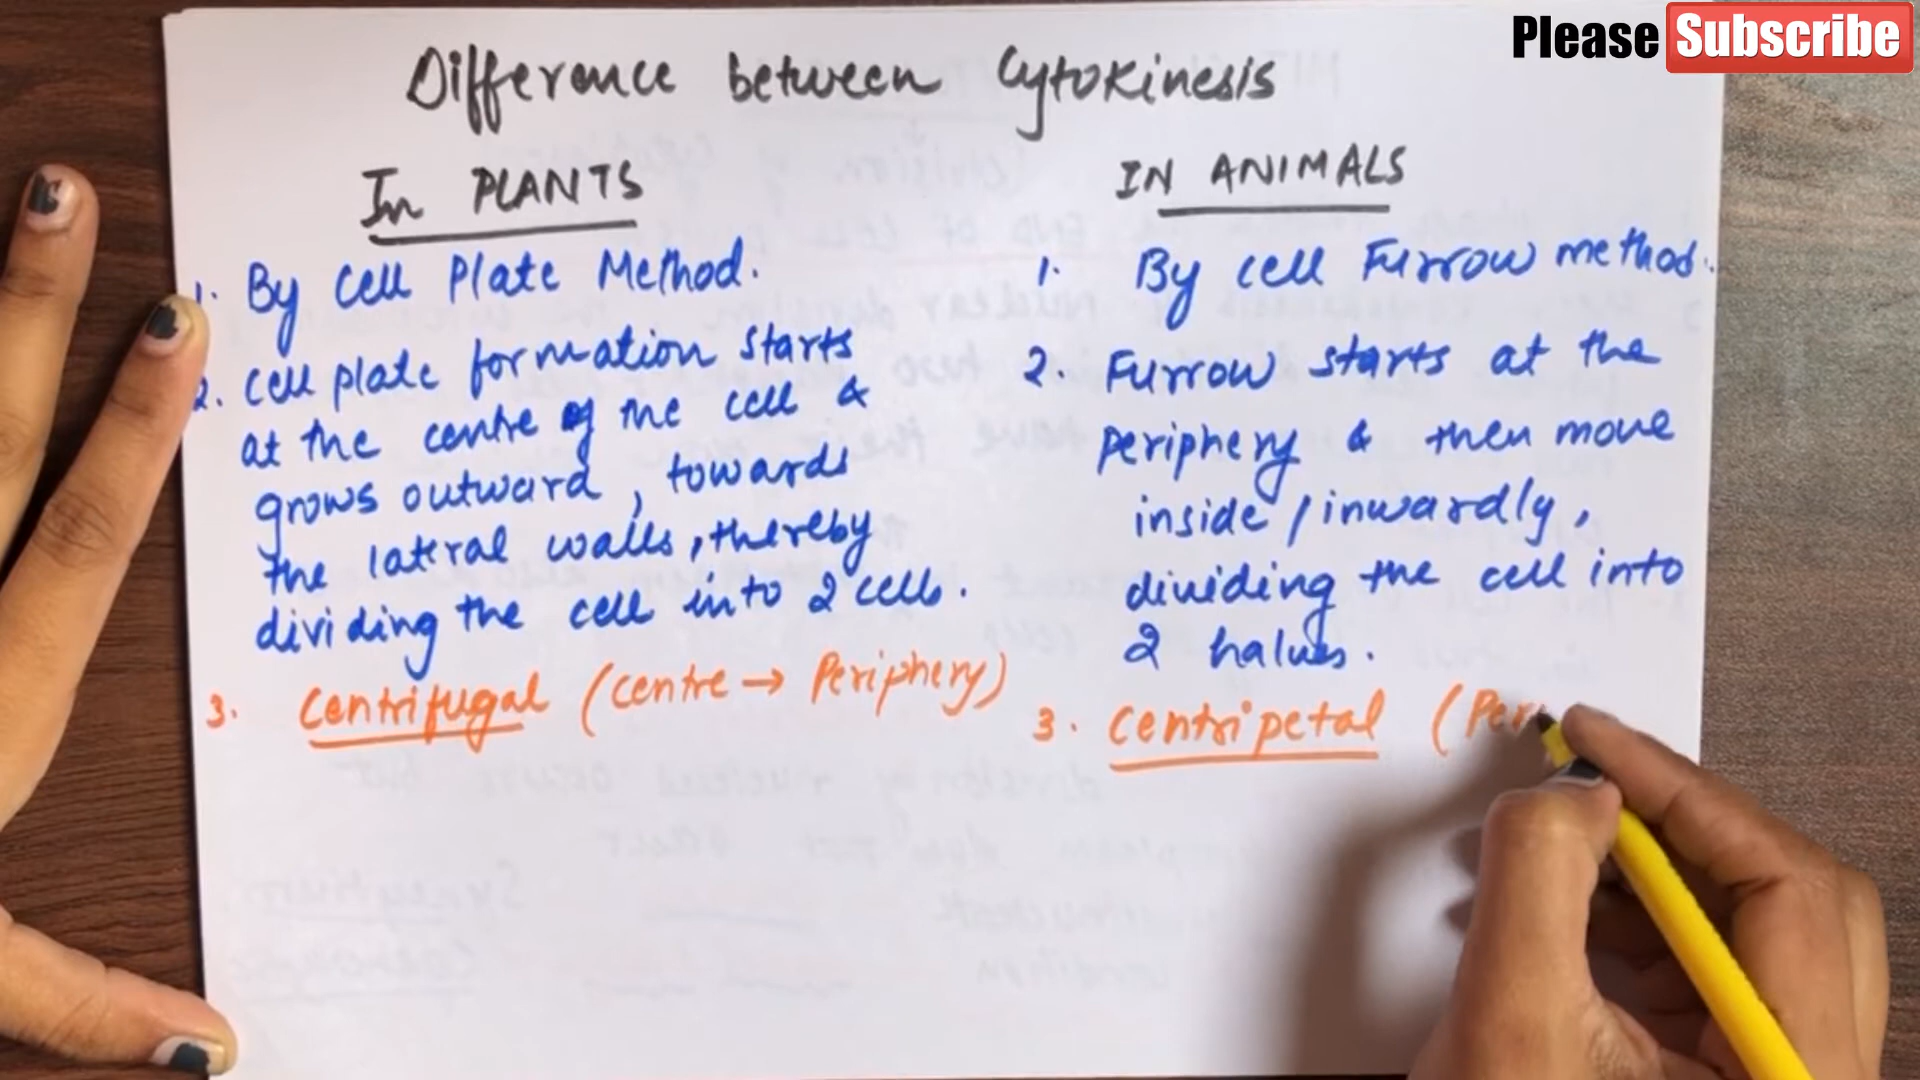 Please Subscribe
Difference between Cytokinesis
In PLANTS
1. By Cell Plate Method.
2. Cell plate formation starts
at the centre of the cell &
grows outward, towards
the lateral walls, thereby
dividing the cell into 2 cells.
3. Centrifugal (centre → Periphery)
IN ANIMALS
1. By cell Furrow method.
2. Furrow starts at the
periphery & then move
inside / inwardly,
dividing the cell into
2 halves.
3. Centripetal (Per